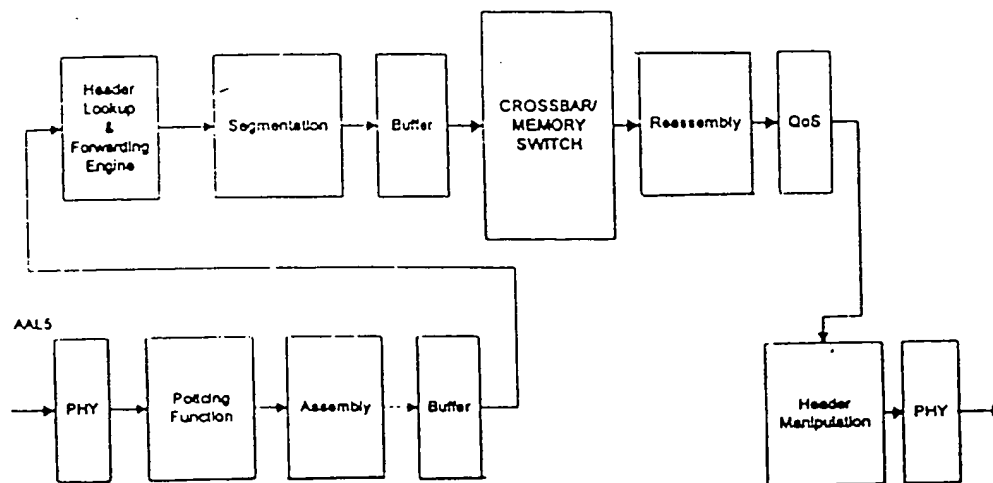 Header
Lookup
&
Forwarding
Engine
Segmentation
Buffer
CROSSBAR/
MEMORY
SWITCH
Reassembly
QoS
AAL5
PHY
Policing
Function
Assembly
Buffer
Header
Manipulation
PHY